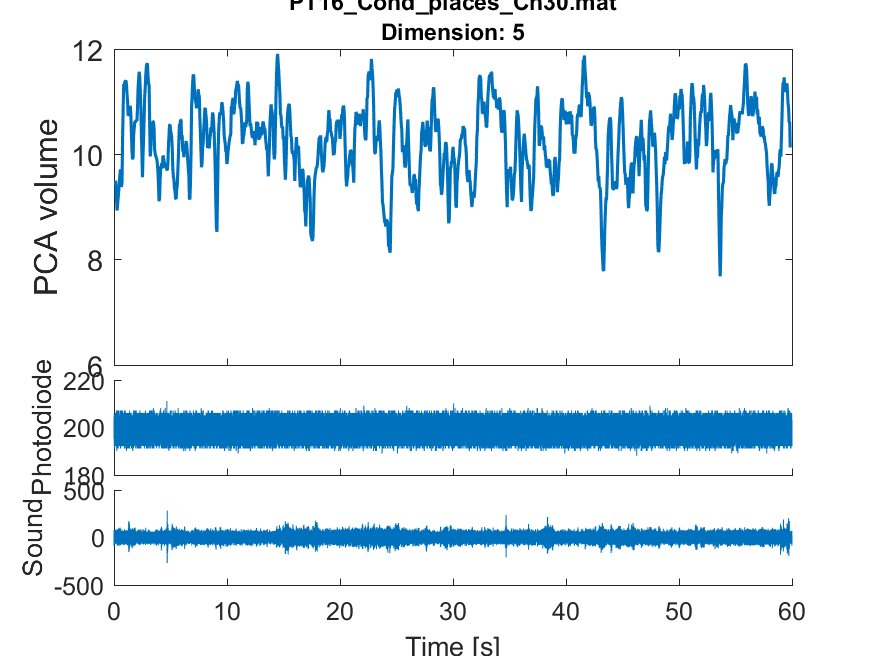 PT16_Cond_places_Ch30.mat
Dimension: 5
12
10
8
6
PCA volume
220
200
180
Photodiode
500
0
-500
Sound
0 10 20 30 40 50 60
Time [s]